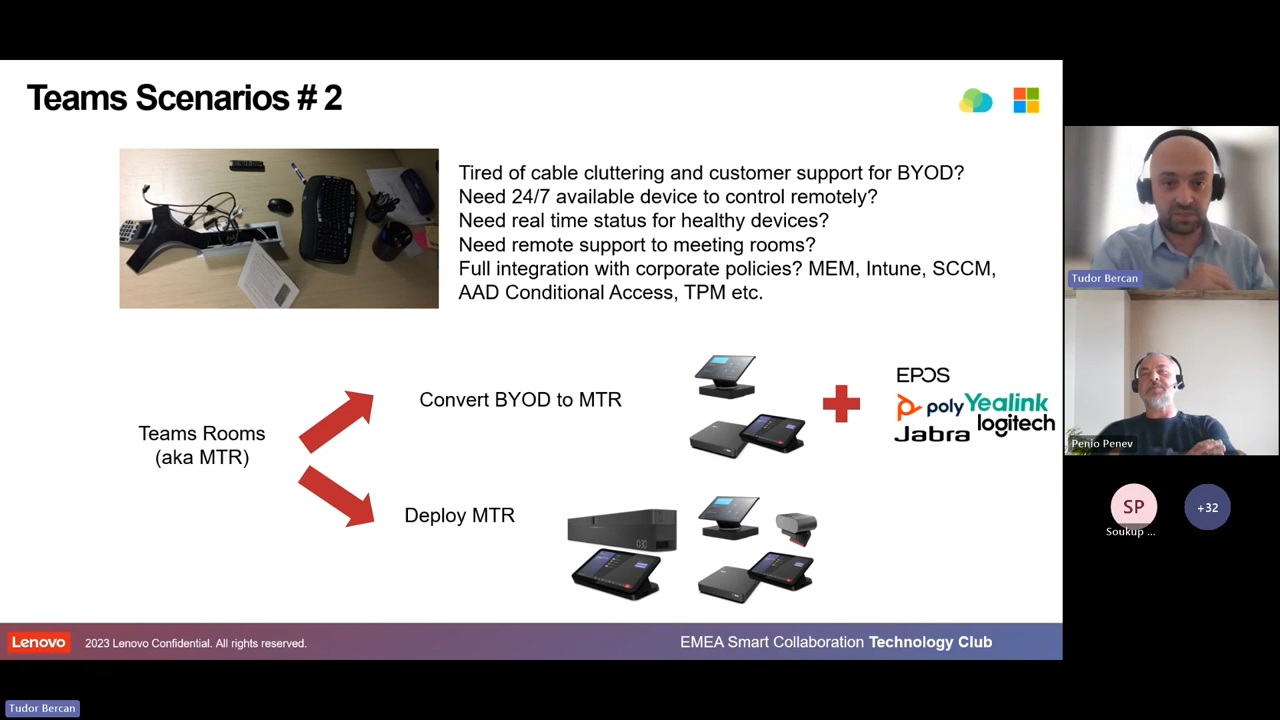 Teams Scenarios # 2
Tired of cable cluttering and customer support for BYOD?
Need 24/7 available device to control remotely?
Need real time status for healthy devices?
Need remote support to meeting rooms?
Full integration with corporate policies? MEM, Intune, SCCM,
AAD Conditional Access, TPM etc.
Teams Rooms
(aka MTR)
Convert BYOD to MTR
EPOS
poly Yealink
Jabra logitech
Deploy MTR
Lenovo 2023 Lenovo Confidential. All rights reserved. EMEA Smart Collaboration Technology Club
Tudor Bercan
Penio Penev
SP +32
Soukup ...
Tudor Bercan